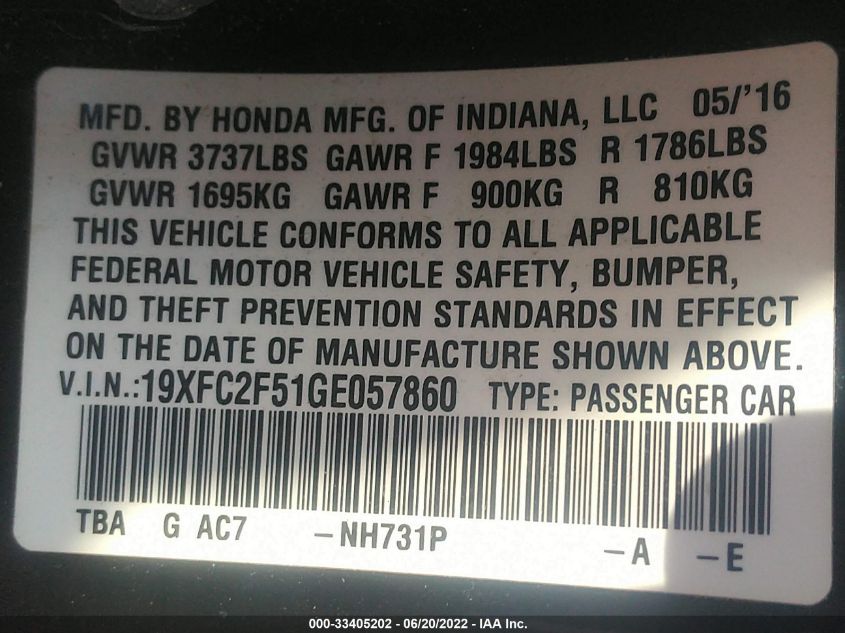 MFD. BY HONDA MFG. OF INDIANA, LLC 05/'16
GVWR 3737LBS GAWR F 1984LBS R 1786LBS
GVWR 1695KG GAWR F 900KG R 810KG
THIS VEHICLE CONFORMS TO ALL APPLICABLE
FEDERAL MOTOR VEHICLE SAFETY, BUMPER,
AND THEFT PREVENTION STANDARDS IN EFFECT
ON THE DATE OF MANUFACTURE SHOWN ABOVE.
V.I.N.:19XFC2F51GE057860 TYPE: PASSENGER CAR
TBA G AC7 -NH731P -A -E
000-33405202 - 06/20/2022 - IAA Inc.